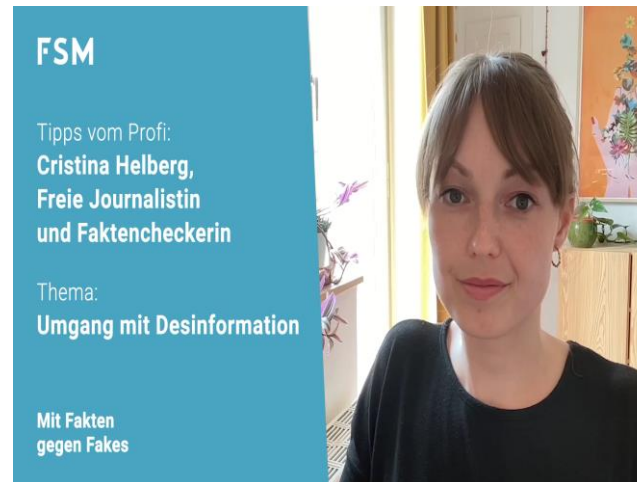 FSM
Tipps vom Profi:
Cristina Helberg,
Freie Journalistin
und Faktencheckerin
Thema:
Umgang mit Desinformation
Mit Fakten
gegen Fakes